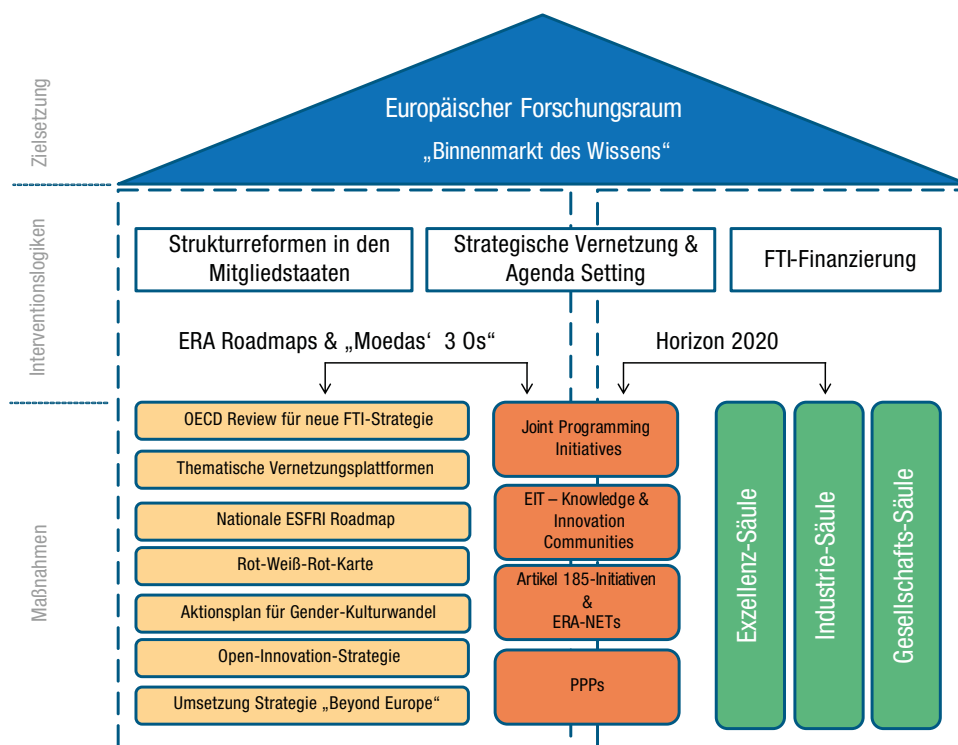 Zielsetzung
Europäischer Forschungsraum
„Binnenmarkt des Wissens“
Interventionslogiken
Strukturreformen in den
Mitgliedstaaten
Strategische Vernetzung &
Agenda Setting
FTI-Finanzierung
ERA Roadmaps & „Moedas‘ 3 Os“
Horizon 2020
Maßnahmen
OECD Review für neue FTI-Strategie
Thematische Vernetzungsplattformen
Nationale ESFRI Roadmap
Rot-Weiß-Rot-Karte
Aktionsplan für Gender-Kulturwandel
Open-Innovation-Strategie
Umsetzung Strategie „Beyond Europe“
Joint Programming
Initiatives
EIT – Knowledge &
Innovation
Communities
Artikel 185-Initiativen
&
ERA-NETs
PPPs
Exzellenz-Säule
Industrie-Säule
Gesellschafts-Säule